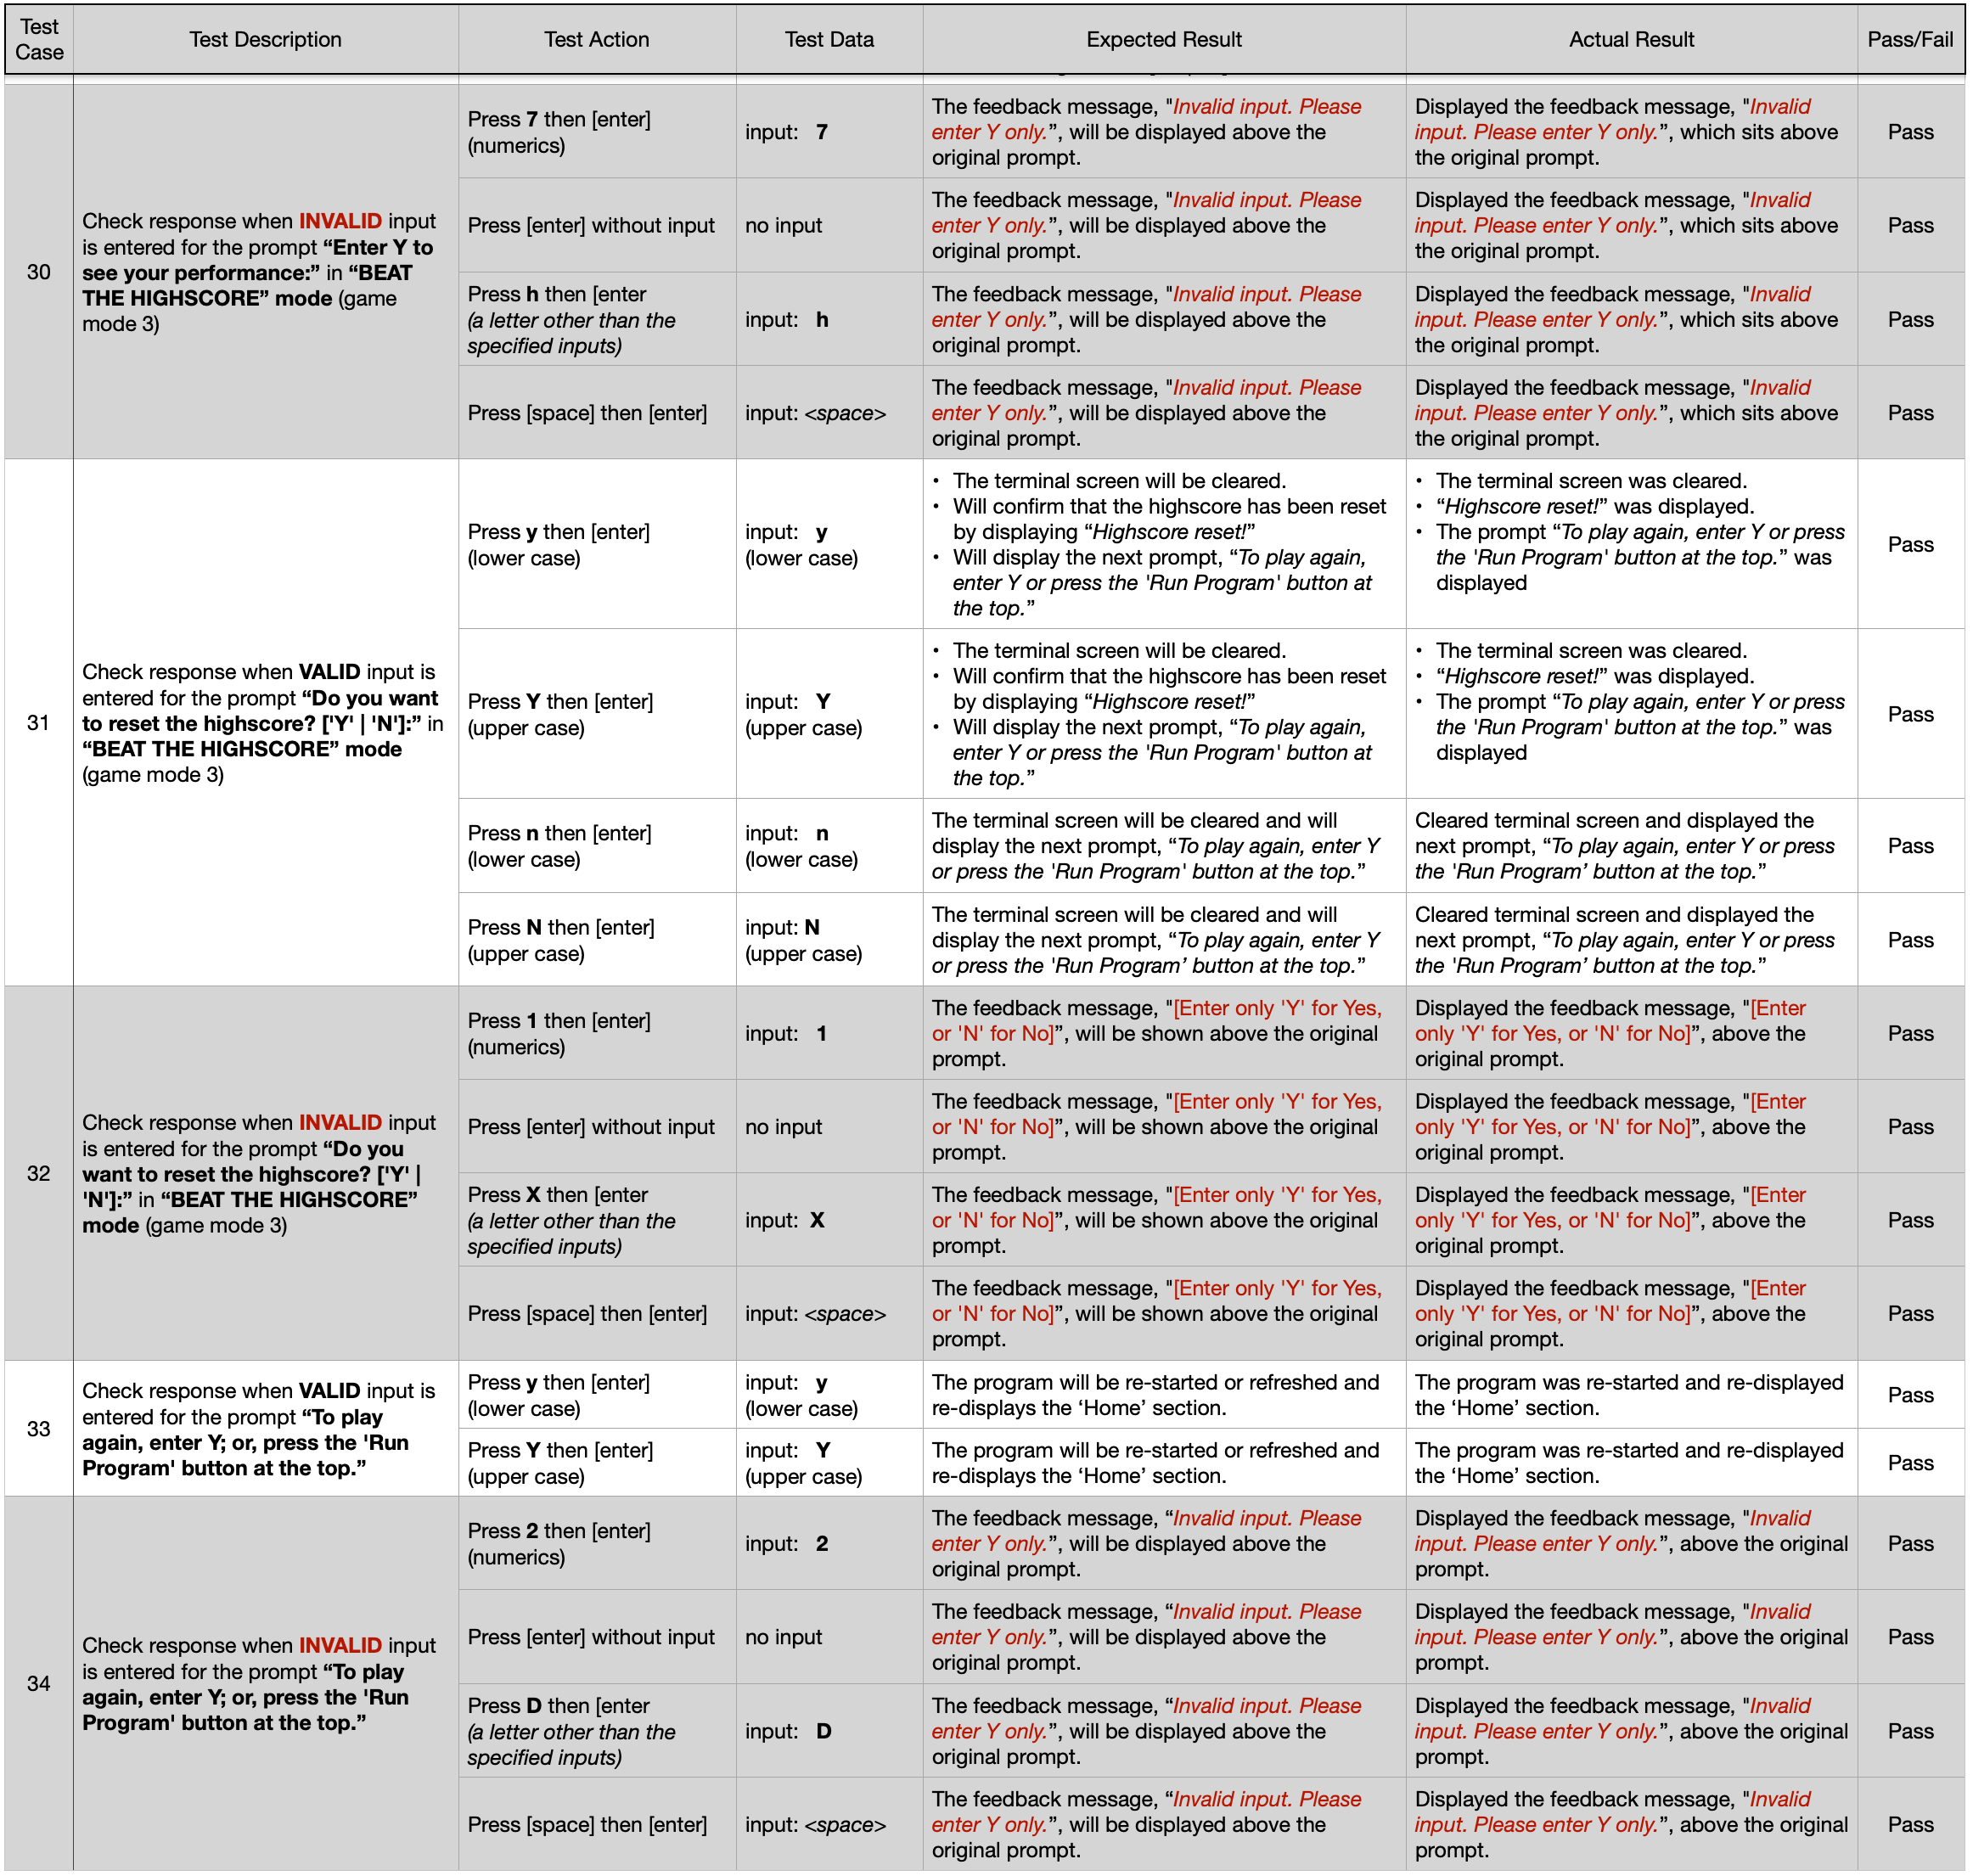 Test
Case
Test Description
Test Action
Test Data
Expected Result
Actual Result
Pass/Fail
30
Check response when INVALID input
is entered for the prompt “Enter Y to
see your performance:” in “BEAT
THE HIGHSCORE” mode (game
mode 3)
Press 7 then [enter]
(numerics)
input: 7
The feedback message, "Invalid input. Please
enter Y only.”, will be displayed above the
original prompt.
Displayed the feedback message, "Invalid
input. Please enter Y only.”, which sits above
the original prompt.
Pass
Press [enter] without input
no input
The feedback message, "Invalid input. Please
enter Y only.”, will be displayed above the
original prompt.
Displayed the feedback message, "Invalid
input. Please enter Y only.”, which sits above
the original prompt.
Pass
Press h then [enter
(a letter other than the
specified inputs)
input: h
The feedback message, "Invalid input. Please
enter Y only.”, will be displayed above the
original prompt.
Displayed the feedback message, "Invalid
input. Please enter Y only.”, which sits above
the original prompt.
Pass
Press [space] then [enter]
input: <space>
The feedback message, "Invalid input. Please
enter Y only.”, will be displayed above the
original prompt.
Displayed the feedback message, "Invalid
input. Please enter Y only.”, which sits above
the original prompt.
Pass
31
Check response when VALID input is
entered for the prompt “Do you want
to reset the highscore? ['Y' | 'N']:” in
“BEAT THE HIGHSCORE” mode
(game mode 3)
Press y then [enter]
(lower case)
input: y
(lower case)
• The terminal screen will be cleared.
• Will confirm that the highscore has been reset
by displaying “Highscore reset!”
• Will display the next prompt, “To play again,
enter Y or press the 'Run Program' button at
the top.”
• The terminal screen was cleared.
• “Highscore reset!” was displayed.
• The prompt “To play again, enter Y or press
the 'Run Program' button at the top.” was
displayed
Pass
Press Y then [enter]
(upper case)
input: Y
(upper case)
• The terminal screen will be cleared.
• Will confirm that the highscore has been reset
by displaying “Highscore reset!”
• Will display the next prompt, “To play again,
enter Y or press the 'Run Program' button at
the top.”
• The terminal screen was cleared.
• “Highscore reset!” was displayed.
• The prompt “To play again, enter Y or press
the 'Run Program' button at the top.” was
displayed
Pass
Press n then [enter]
(lower case)
input: n
(lower case)
The terminal screen will be cleared and will
display the next prompt, “To play again, enter Y
or press the 'Run Program' button at the top.”
Cleared terminal screen and displayed the
next prompt, “To play again, enter Y or press
the 'Run Program’ button at the top.”
Pass
Press N then [enter]
(upper case)
input: N
(upper case)
The terminal screen will be cleared and will
display the next prompt, “To play again, enter Y
or press the 'Run Program’ button at the top.”
Cleared terminal screen and displayed the
next prompt, “To play again, enter Y or press
the 'Run Program’ button at the top.”
Pass
32
Check response when INVALID input
is entered for the prompt “Do you
want to reset the highscore? ['Y' |
'N']:” in “BEAT THE HIGHSCORE”
mode (game mode 3)
Press 1 then [enter]
(numerics)
input: 1
The feedback message, "[Enter only 'Y' for Yes,
or 'N' for No]”, will be shown above the original
prompt.
Displayed the feedback message, "[Enter
only 'Y' for Yes, or 'N' for No]”, above the
original prompt.
Pass
Press [enter] without input
no input
The feedback message, "[Enter only 'Y' for Yes,
or 'N' for No]”, will be shown above the original
prompt.
Displayed the feedback message, "[Enter
only 'Y' for Yes, or 'N' for No]”, above the
original prompt.
Pass
Press X then [enter
(a letter other than the
specified inputs)
input: X
The feedback message, "[Enter only 'Y' for Yes,
or 'N' for No]”, will be shown above the original
prompt.
Displayed the feedback message, "[Enter
only 'Y' for Yes, or 'N' for No]”, above the
original prompt.
Pass
Press [space] then [enter]
input: <space>
The feedback message, "[Enter only 'Y' for Yes,
or 'N' for No]”, will be shown above the original
prompt.
Displayed the feedback message, "[Enter
only 'Y' for Yes, or 'N' for No]”, above the
original prompt.
Pass
33
Check response when VALID input is
entered for the prompt “To play
again, enter Y; or, press the 'Run
Program' button at the top.”
Press y then [enter]
(lower case)
input: y
(lower case)
The program will be re-started or refreshed and
re-displays the ‘Home’ section.
The program was re-started and re-displayed
the ‘Home’ section.
Pass
Press Y then [enter]
(upper case)
input: Y
(upper case)
The program will be re-started or refreshed and
re-displays the ‘Home’ section.
The program was re-started and re-displayed
the ‘Home’ section.
Pass
34
Check response when INVALID input
is entered for the prompt “To play
again, enter Y; or, press the 'Run
Program' button at the top.”
Press 2 then [enter]
(numerics)
input: 2
The feedback message, “Invalid input. Please
enter Y only.”, will be displayed above the
original prompt.
Displayed the feedback message, "Invalid
input. Please enter Y only.”, above the original
prompt.
Pass
Press [enter] without input
no input
The feedback message, “Invalid input. Please
enter Y only.”, will be displayed above the
original prompt.
Displayed the feedback message, "Invalid
input. Please enter Y only.”, above the original
prompt.
Pass
Press D then [enter
(a letter other than the
specified inputs)
input: D
The feedback message, “Invalid input. Please
enter Y only.”, will be displayed above the
original prompt.
Displayed the feedback message, "Invalid
input. Please enter Y only.”, above the original
prompt.
Pass
Press [space] then [enter]
input: <space>
The feedback message, “Invalid input. Please
enter Y only.”, will be displayed above the
original prompt.
Displayed the feedback message, "Invalid
input. Please enter Y only.”, above the original
prompt.
Pass